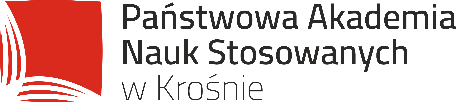 Państwowa Akademia
Nauk Stosowanych
w Krośnie